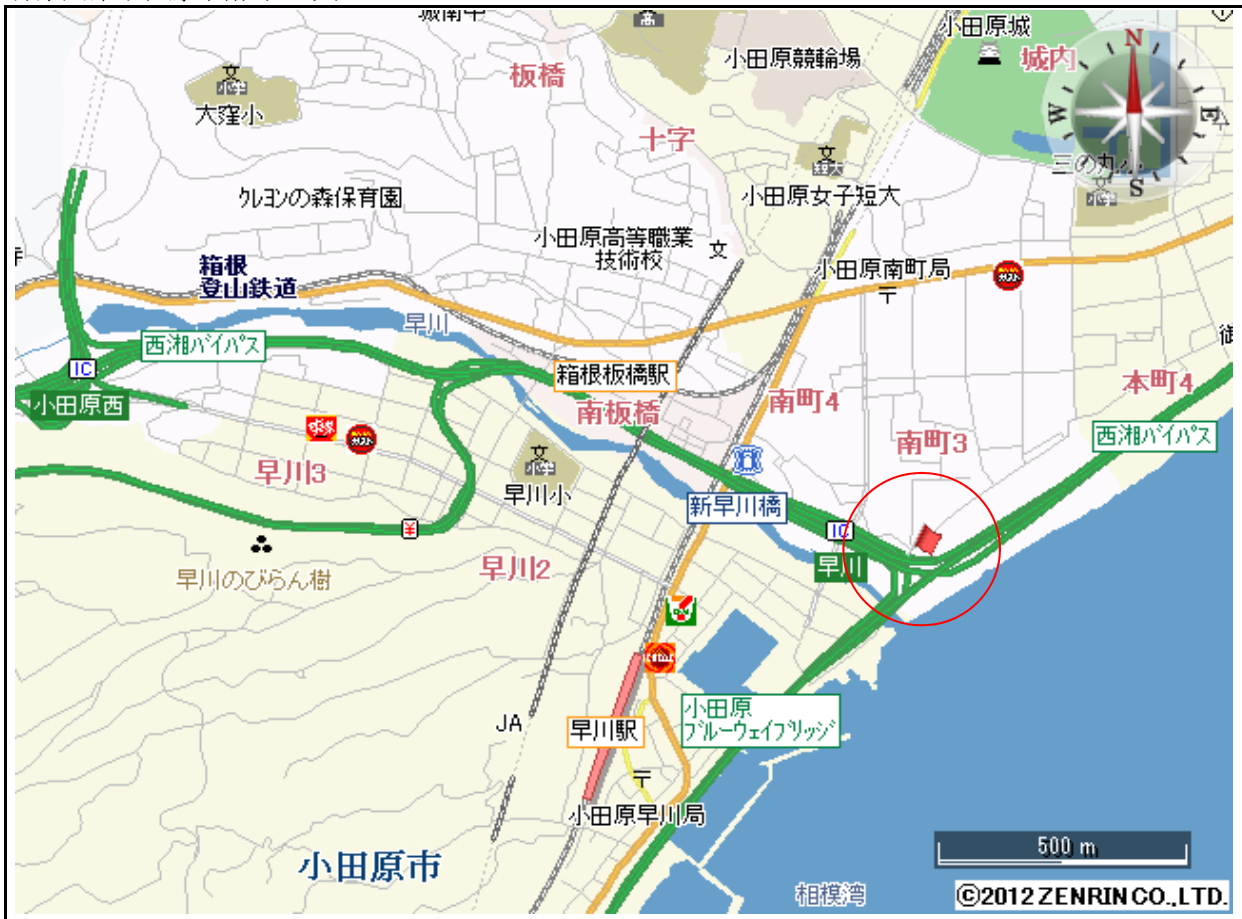 小田原城
城内
小田原競輪場
板橋
大窪小
十字
三の丸小
クレヨンの森保育園
小田原女子短大
小田原高等職業
技術校
箱根
登山鉄道
小田原南町局
早川
西湘バイパス
IC
小田原西
箱根板橋駅
南板橋
南町4
本町4
西湘バイパス
南町3
早川3
早川小
新早川橋
IC
早川
早川のびらん樹
早川2
JA
早川駅
小田原
ブルーウェイブリッジ
小田原早川局
小田原市
相模湾
500 m
©2012 ZENRIN CO., LTD.
N
W
E
S